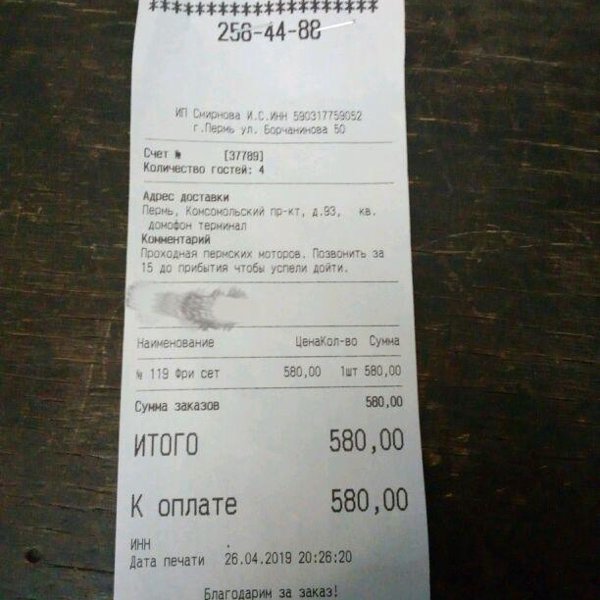 ********************
256-44-88
ИП Смирнова И.С.ИНН 590317759052
г.Пермь ул. Борчанинова 50
Счет № [37789]
Количество гостей: 4
Адрес доставки
Пермь, Комсомольский пр-кт, д.93, кв.
домофон терминал
Комментарий
Проходная пермских моторов. Позвонить за
15 до прибытия чтобы успели дойти.
Наименование ЦенаКол-во Сумма
№ 119 Фри сет 580,00 1шт 580,00
Сумма заказов 580,00
ИТОГО 580,00
К оплате 580,00
ИНН .
Дата печати 26.04.2019 20:26:20
Благодарим за заказ!